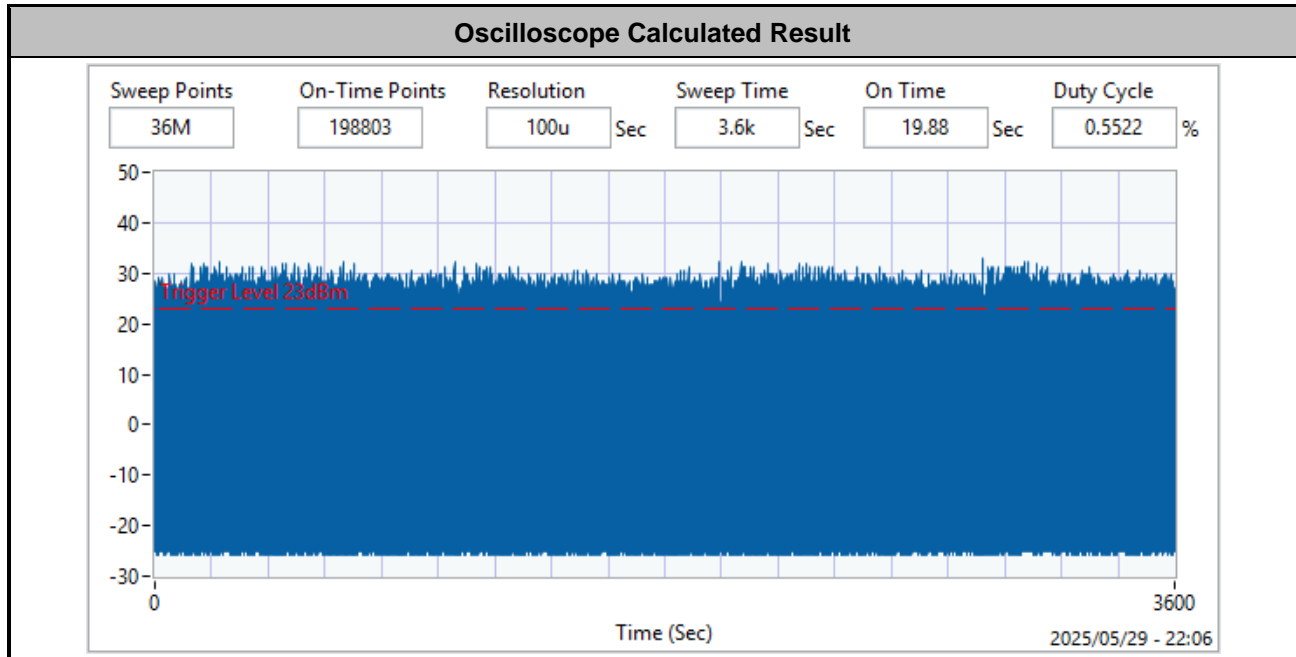 Oscilloscope Calculated Result
Sweep Points On-Time Points Resolution Sweep Time On Time Duty Cycle
36M 198803 100u Sec 3.6k Sec 19.88 Sec 0.5522 %
50
40
30
Trigger Level 23dBm
20
10
0
-10
-20
-30
0 3600
Time (Sec)
2025/05/29 - 22:06